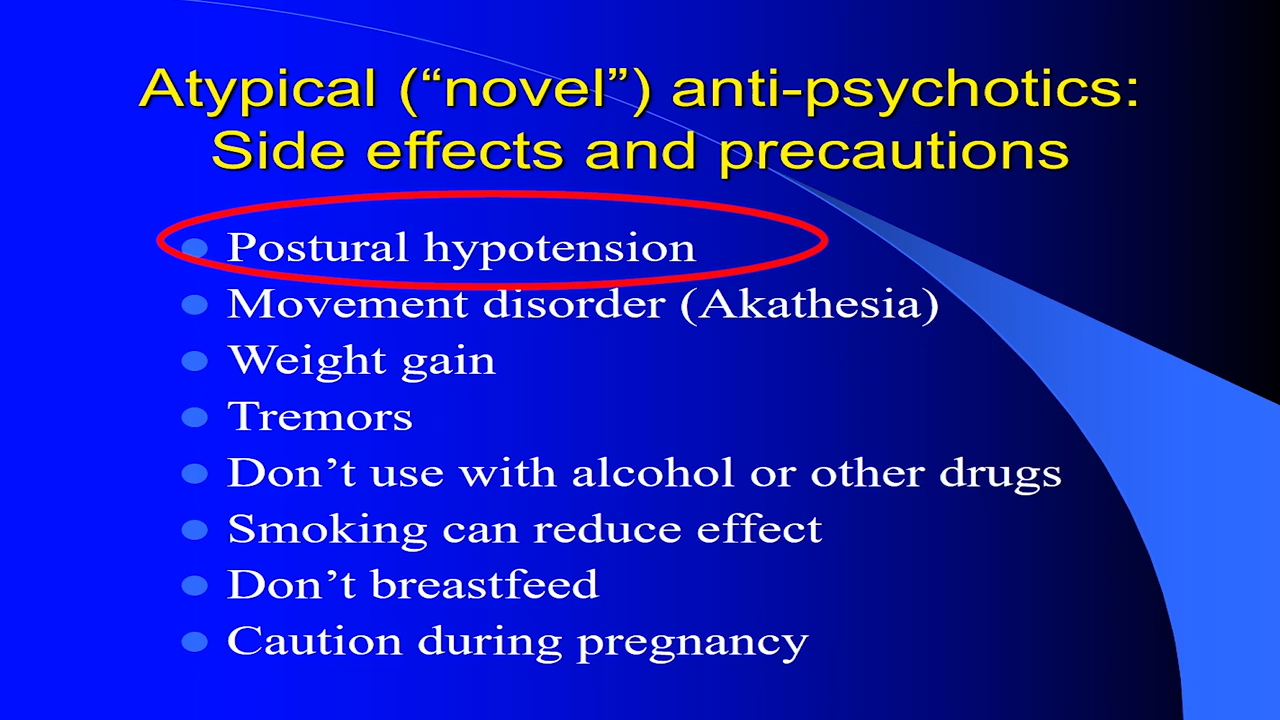 Atypical (“novel”) anti-psychotics:
Side effects and precautions
Postural hypotension
Movement disorder (Akathesia)
Weight gain
Tremors
Don’t use with alcohol or other drugs
Smoking can reduce effect
Don’t breastfeed
Caution during pregnancy